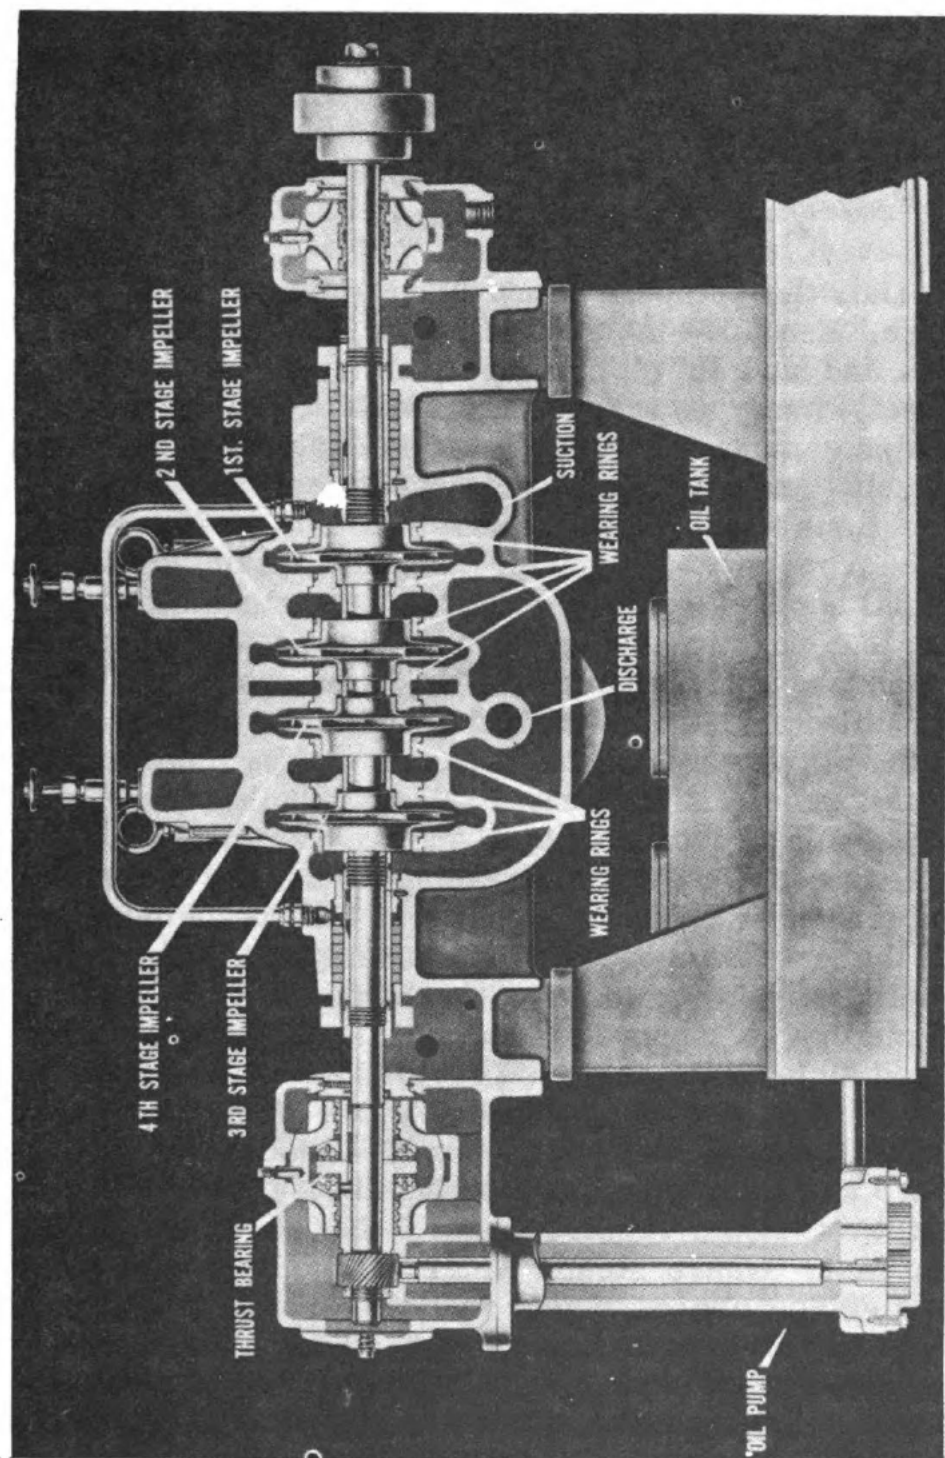 2 ND STAGE IMPELLER
1ST. STAGE IMPELLER
4TH STAGE IMPELLER
3RD STAGE IMPELLER
THRUST BEARING
SUCTION
WEARING RINGS
OIL TANK
DISCHARGE
WEARING RINGS
OIL PUMP